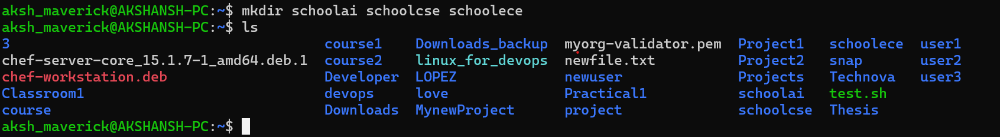 aksh_maverick@AKSHANSH-PC:~$ mkdir schoolai schoolcse schoolece
aksh_maverick@AKSHANSH-PC:~$ ls
3 course1 Downloads_backup myorg-validator.pem Project1 schoolece user1
chef-server-core_15.1.7-1_amd64.deb.1 course2 linux_for_devops newfile.txt Project2 snap user2
chef-workstation.deb Developer LOPEZ newuser Projects Technova user3
Classroom1 devops love Practical1 schoolai test.sh
course Downloads MynewProject project schoolcse Thesis
aksh_maverick@AKSHANSH-PC:~$